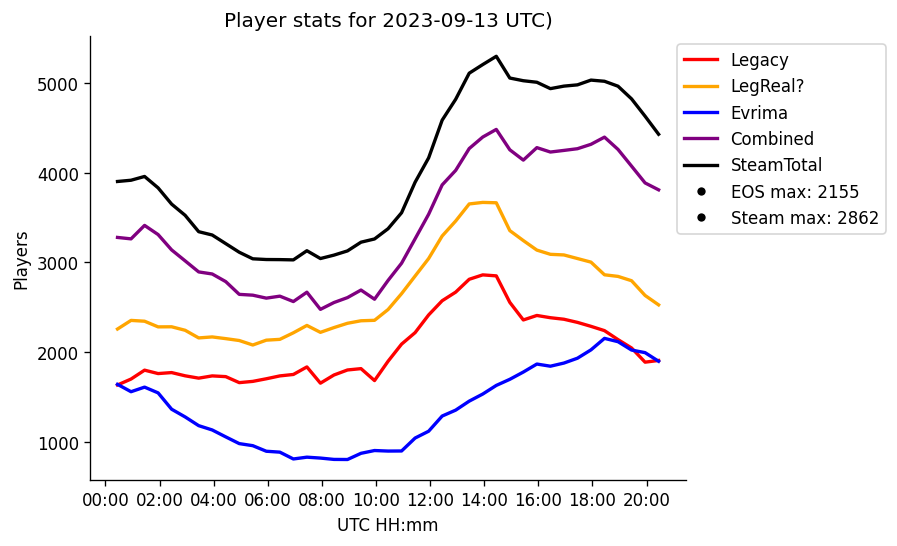 Player stats for 2023-09-13 UTC)
Legacy
LegReal?
Evrima
Combined
SteamTotal
EOS max: 2155
Steam max: 2862
Players
5000
4000
3000
2000
1000
00:00 02:00 04:00 06:00 08:00 10:00 12:00 14:00 16:00 18:00 20:00
UTC HH:mm